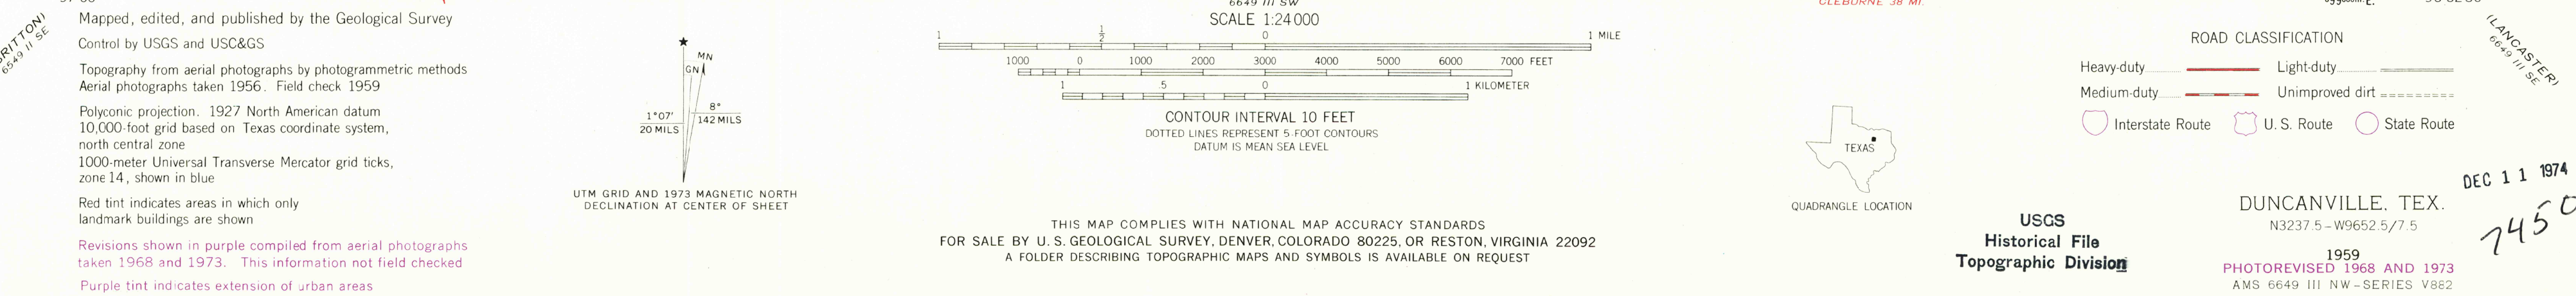 RITTON)
6549 II SE
Mapped, edited, and published by the Geological Survey
Control by USGS and USC&GS
Topography from aerial photographs by photogrammetric methods
Aerial photographs taken 1956. Field check 1959
Polyconic projection. 1927 North American datum
10,000-foot grid based on Texas coordinate system,
north central zone
1000-meter Universal Transverse Mercator grid ticks,
zone 14, shown in blue
Red tint indicates areas in which only
landmark buildings are shown
Revisions shown in purple compiled from aerial photographs
taken 1968 and 1973. This information not field checked
Purple tint indicates extension of urban areas
MN
GN
1°07'
20 MILS
8°
142 MILS
UTM GRID AND 1973 MAGNETIC NORTH
DECLINATION AT CENTER OF SHEET
6649 III SW
SCALE 1:24000
1 1/2 0 1 MILE
1000 0 1000 2000 3000 4000 5000 6000 7000 FEET
1 .5 0 1 KILOMETER
CONTOUR INTERVAL 10 FEET
DOTTED LINES REPRESENT 5-FOOT CONTOURS
DATUM IS MEAN SEA LEVEL
THIS MAP COMPLIES WITH NATIONAL MAP ACCURACY STANDARDS
FOR SALE BY U. S. GEOLOGICAL SURVEY, DENVER, COLORADO 80225, OR RESTON, VIRGINIA 22092
A FOLDER DESCRIBING TOPOGRAPHIC MAPS AND SYMBOLS IS AVAILABLE ON REQUEST
CLEBURNE 38 MI.
TEXAS
QUADRANGLE LOCATION
USGS
Historical File
Topographic Division
(LANCASTER)
6649 III SE
ROAD CLASSIFICATION
Heavy-duty Light-duty
Medium-duty Unimproved dirt
Interstate Route U. S. Route State Route
DEC 11 1974
7450
DUNCANVILLE, TEX.
N3237.5-W9652.5/7.5
1959
PHOTOREVISED 1968 AND 1973
AMS 6649 III NW-SERIES V882